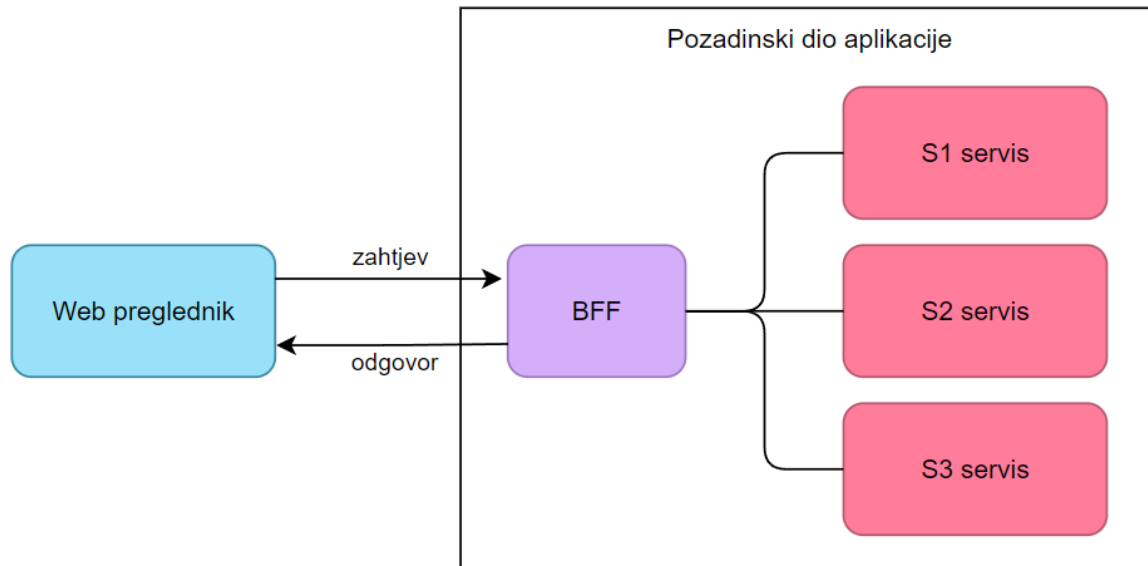 Pozadinski dio aplikacije
S1 servis
zahtjev
Web preglednik
BFF
S2 servis
odgovor
S3 servis